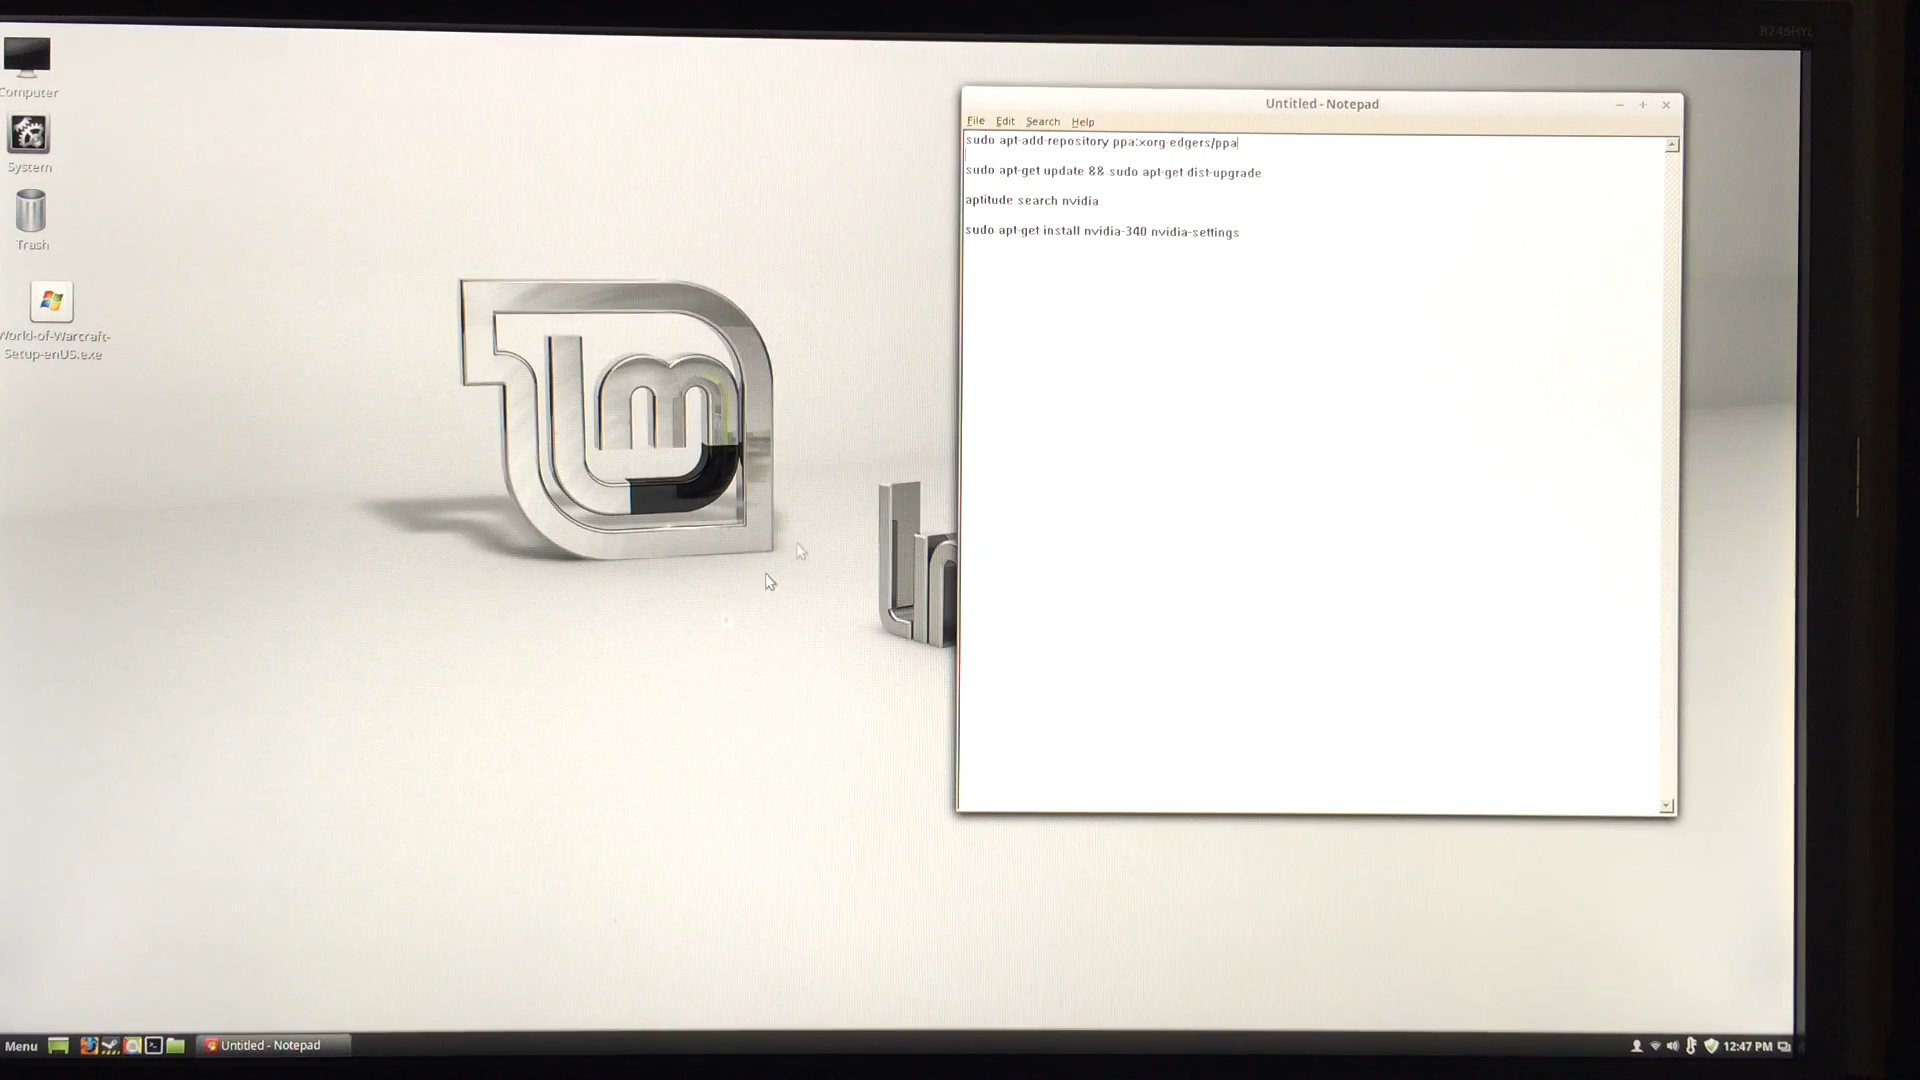 B246HYL
Computer
System
Trash
World-of-Warcraft-
Setup-enUS.exe
Untitled - Notepad
File Edit Search Help
sudo apt-add-repository ppa:xorg-edgers/ppa
sudo apt-get update && sudo apt-get dist-upgrade
aptitude search nvidia
sudo apt-get install nvidia-340 nvidia-settings
Menu
Untitled - Notepad
12:47 PM